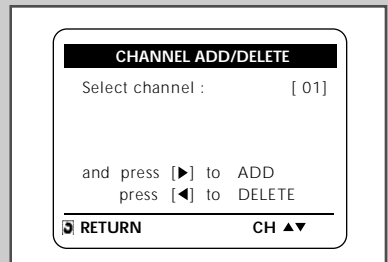 CHANNEL ADD/DELETE
Select channel : [ 01]
and press [▶] to ADD
press [◀] to DELETE
RETURN CH ▲▼